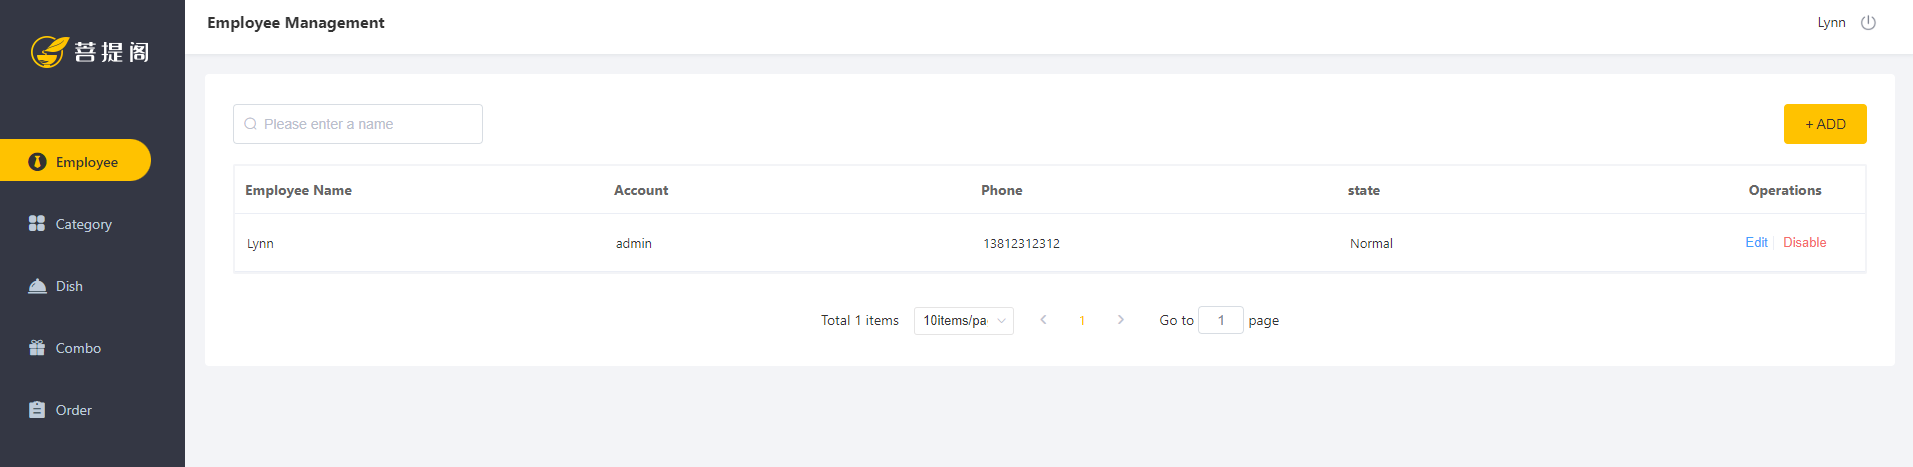 菩提阁
Employee Management
Lynn
Employee
Category
Dish
Combo
Order
Please enter a name
+ ADD
Employee Name Account Phone state Operations
Lynn admin 13812312312 Normal Edit Disable
Total 1 items 10items/pa 1 Go to 1 page